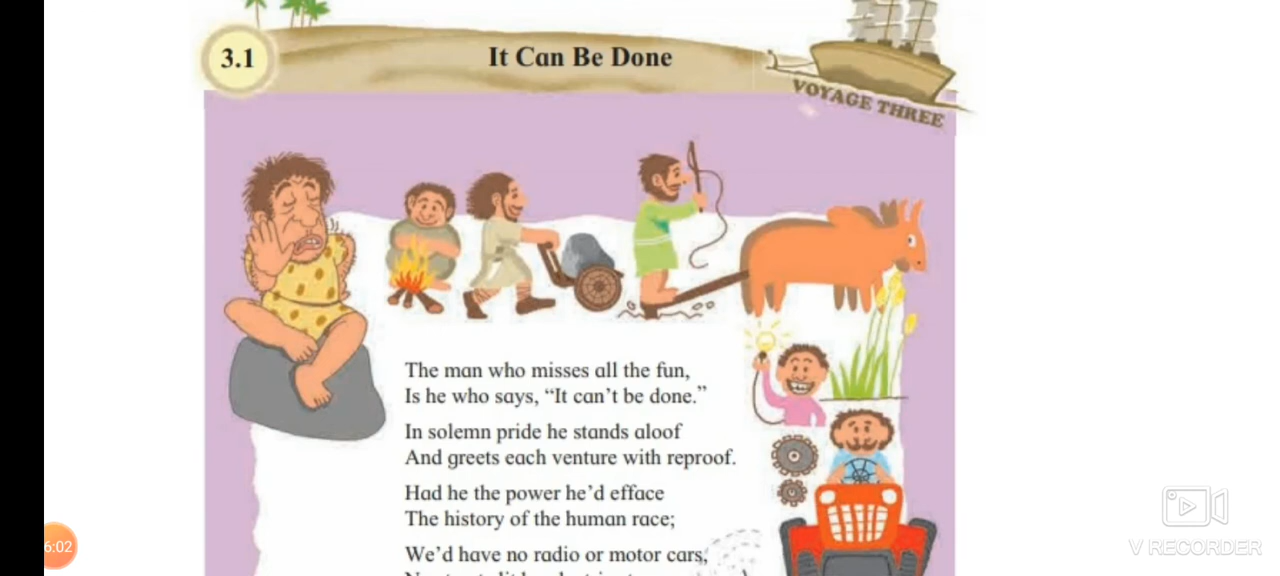 3.1
It Can Be Done
VOYAGE THREE
The man who misses all the fun,
Is he who says, “It can’t be done.”
In solemn pride he stands aloof
And greets each venture with reproof.
Had he the power he’d efface
The history of the human race;
We’d have no radio or motor cars,
6:02
V RECORDER